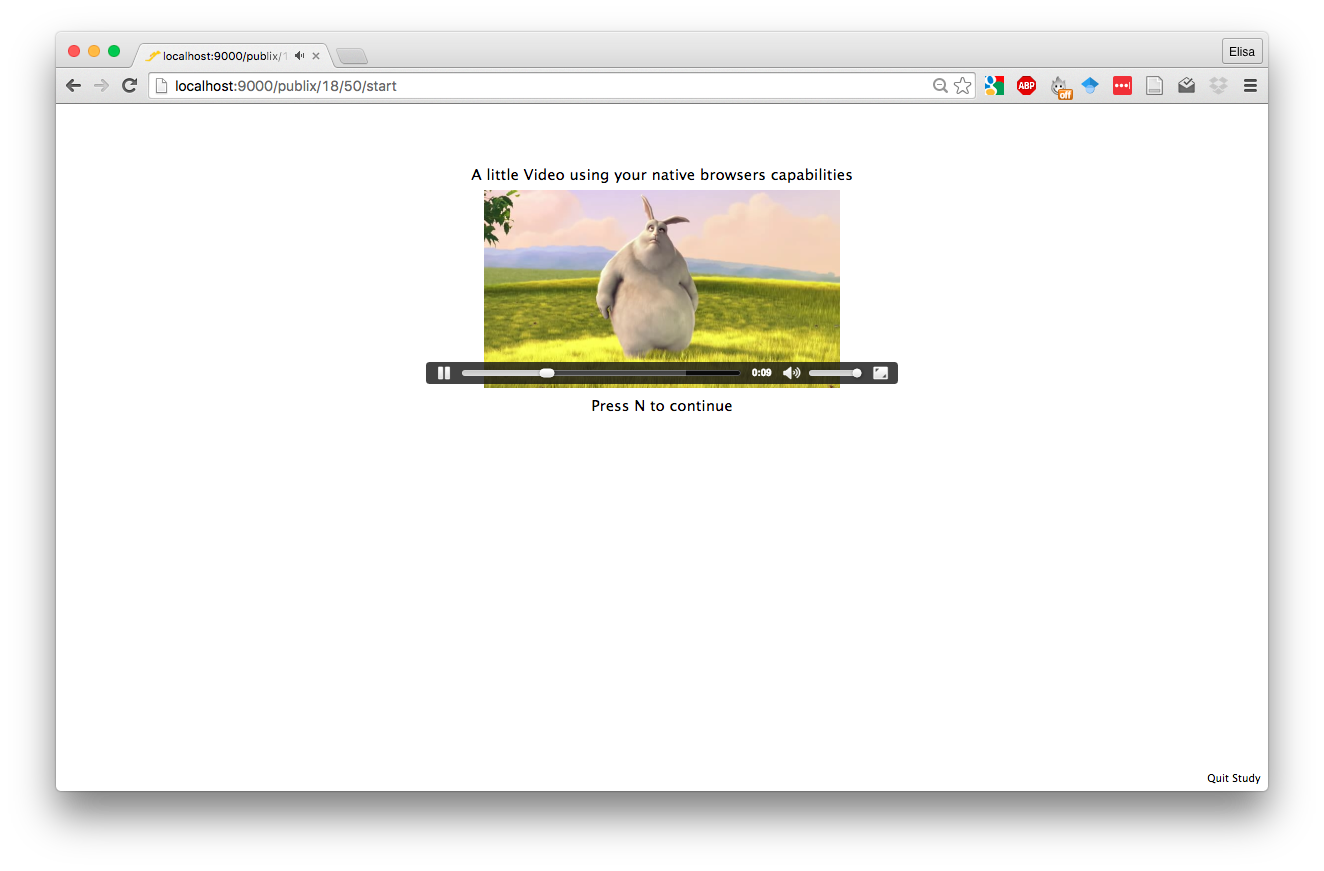 Elisa
localhost:9000/publix/1
localhost:9000/publix/18/50/start
ABP
off
A little Video using your native browsers capabilities
0:09
Press N to continue
Quit Study